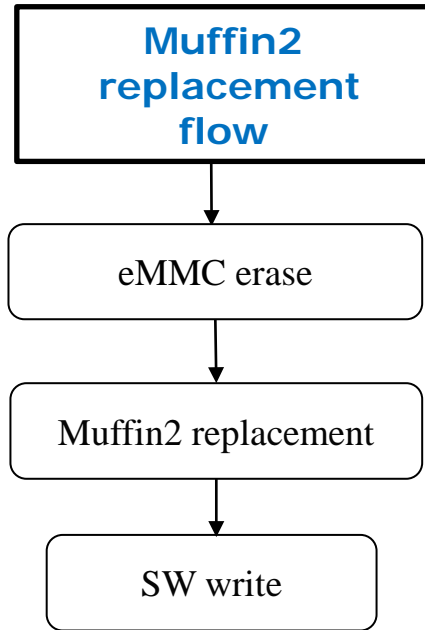 Muffin2
replacement
flow
eMMC erase
Muffin2 replacement
SW write